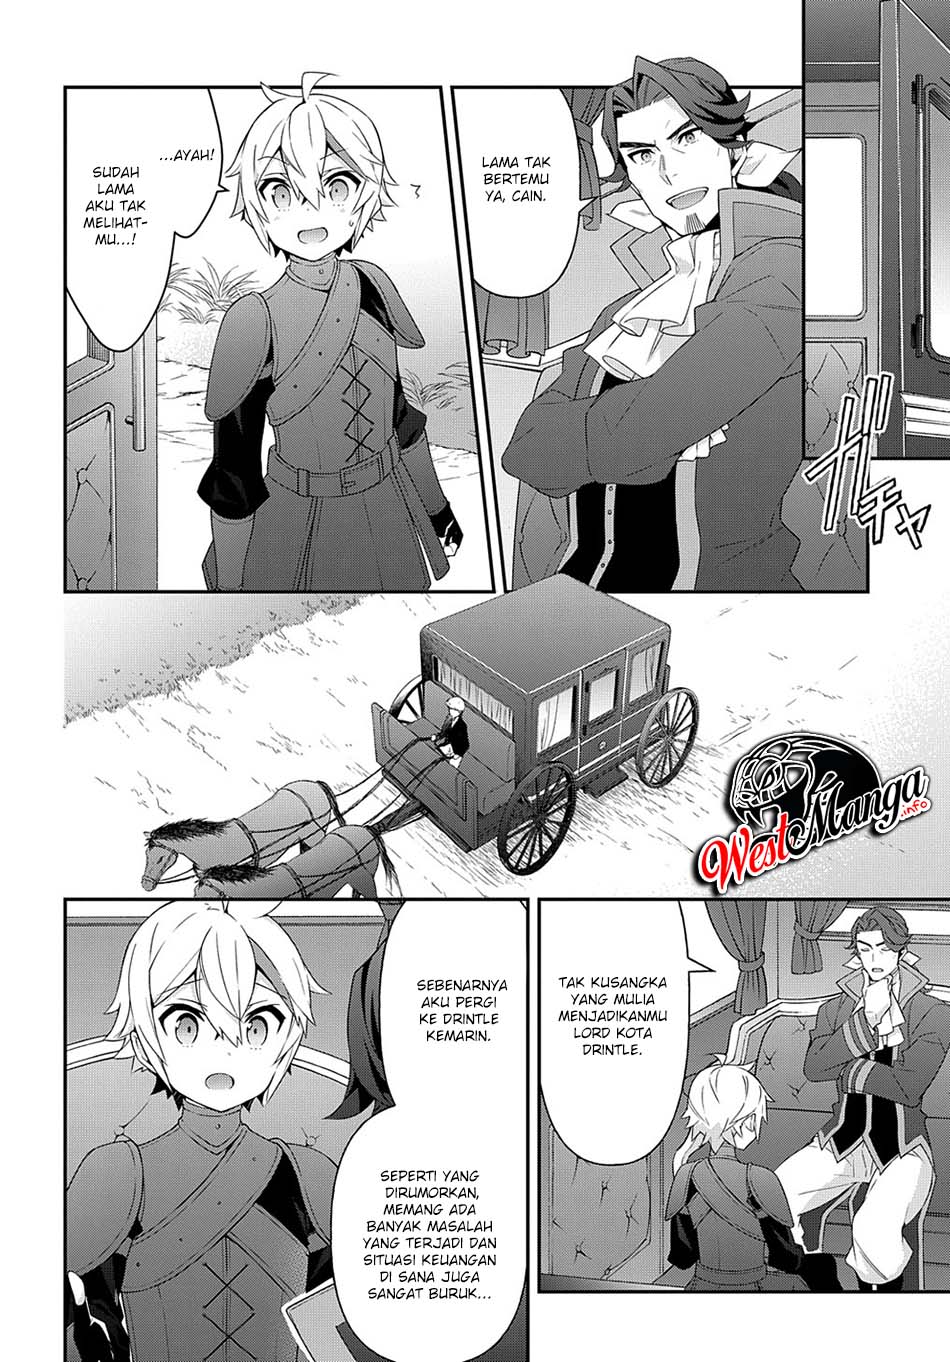 ガチャ
LAMA TAK
BERTEMU
YA, CAIN.
...AYAH!
SUDAH
LAMA
AKU TAK
MELIHAT-
MU...!
WestManga
.info
TAK KUSANGKA
YANG MULIA
MENJADIKANMU
LORD KOTA
DRINTLE.
SEBENARNYA
AKU PERGI
KE DRINTLE
KEMARIN.
SEPERTI YANG
DIRUMORKAN,
MEMANG ADA
BANYAK MASALAH
YANG TERJADI DAN
SITUASI KEUANGAN
DI SANA JUGA
SANGAT BURUK...